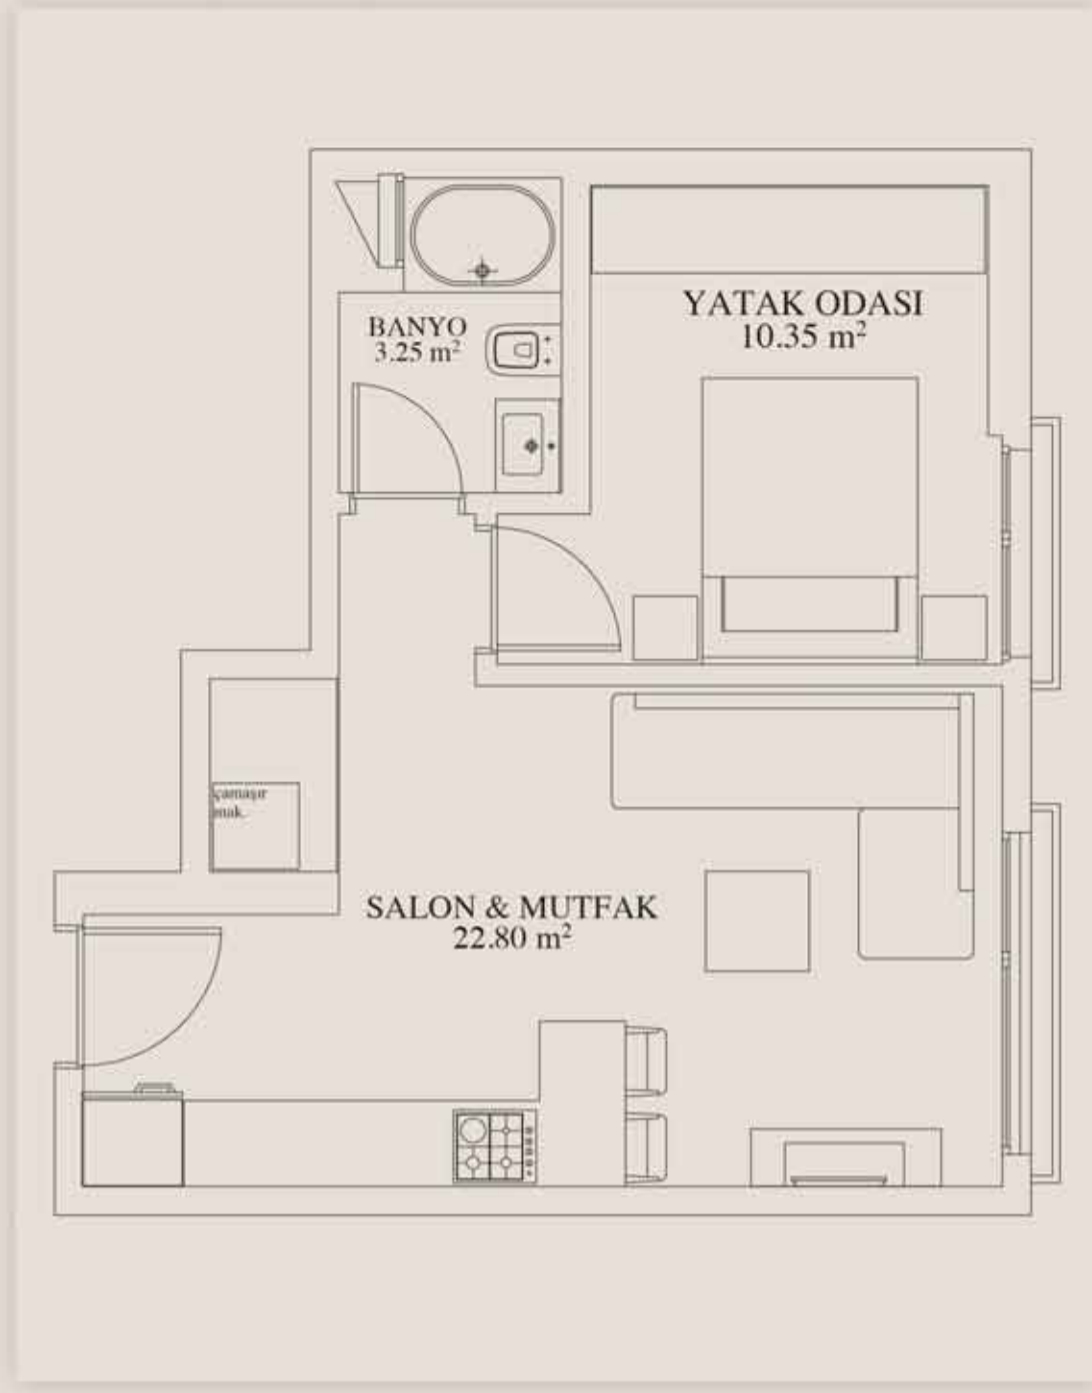 YATAK ODASI
10.35 m²
BANYO
3.25 m²
çamaşır
mak.
SALON & MUTFAK
22.80 m²